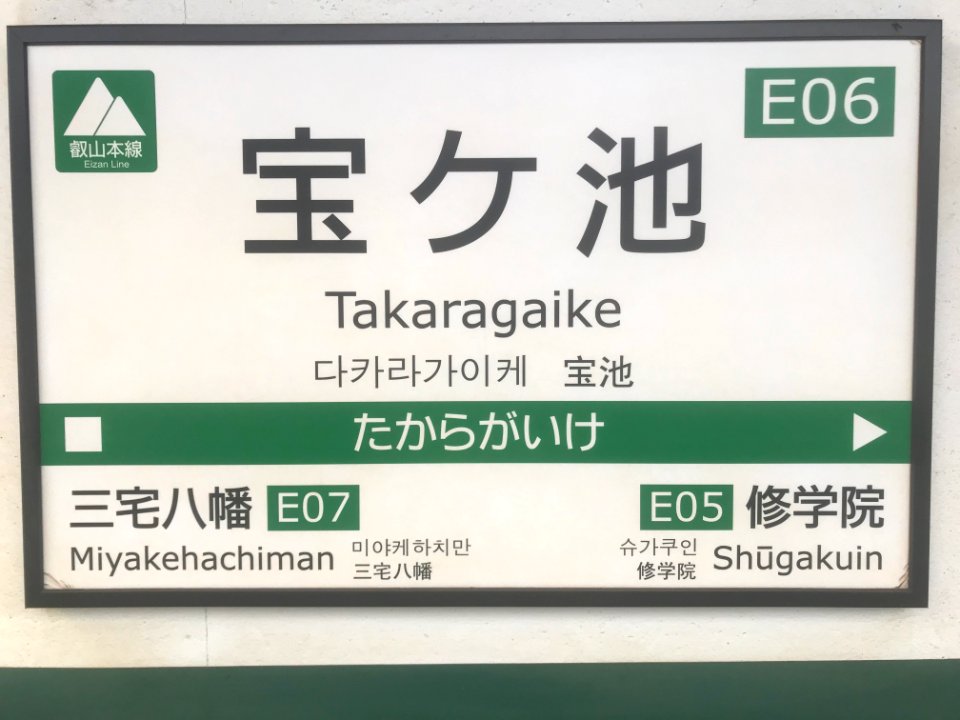 叡山本線
Eizan Line
E06
宝ケ池
Takaragaike
다카라가이케 宝池
たからがいけ
三宅八幡 E07
Miyakehachiman 미야케하치만
三宅八幡
E05 修学院
슈가쿠인 Shūgakuin
修学院